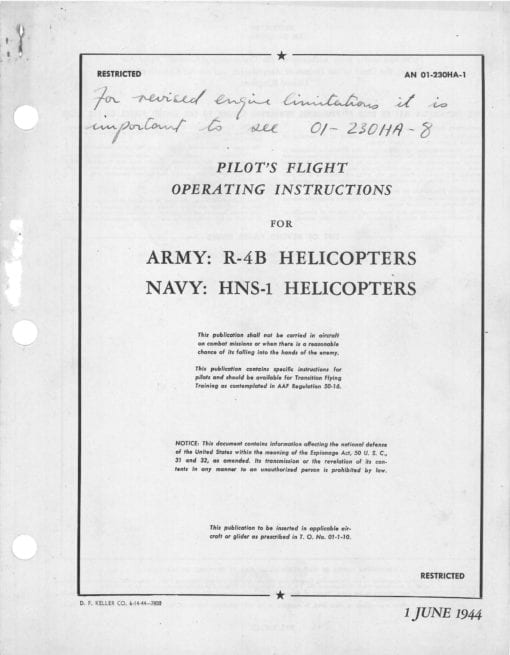 RESTRICTED
AN 01-230HA-1
For revised engine limitations it is
important to see 01-230HA-8
PILOT'S FLIGHT
OPERATING INSTRUCTIONS
FOR
ARMY: R-4B HELICOPTERS
NAVY: HNS-1 HELICOPTERS
This publication shall not be carried in aircraft
on combat missions or when there is a reasonable
chance of its falling into the hands of the enemy.
This publication contains specific instructions for
pilots and should be available for Transition Flying
Training as contemplated in AAF Regulation 50-16.
NOTICE: This document contains information affecting the national defense
of the United States within the meaning of the Espionage Act, 50 U. S. C.,
31 and 32, as amended. Its transmission or the revelation of its con-
tents in any manner to an unauthorized person is prohibited by law.
This publication to be inserted in applicable air-
craft or glider as prescribed in T. O. No. 01-1-10.
RESTRICTED
D. F. KELLER CO. 6-14-44—7800
1 JUNE 1944